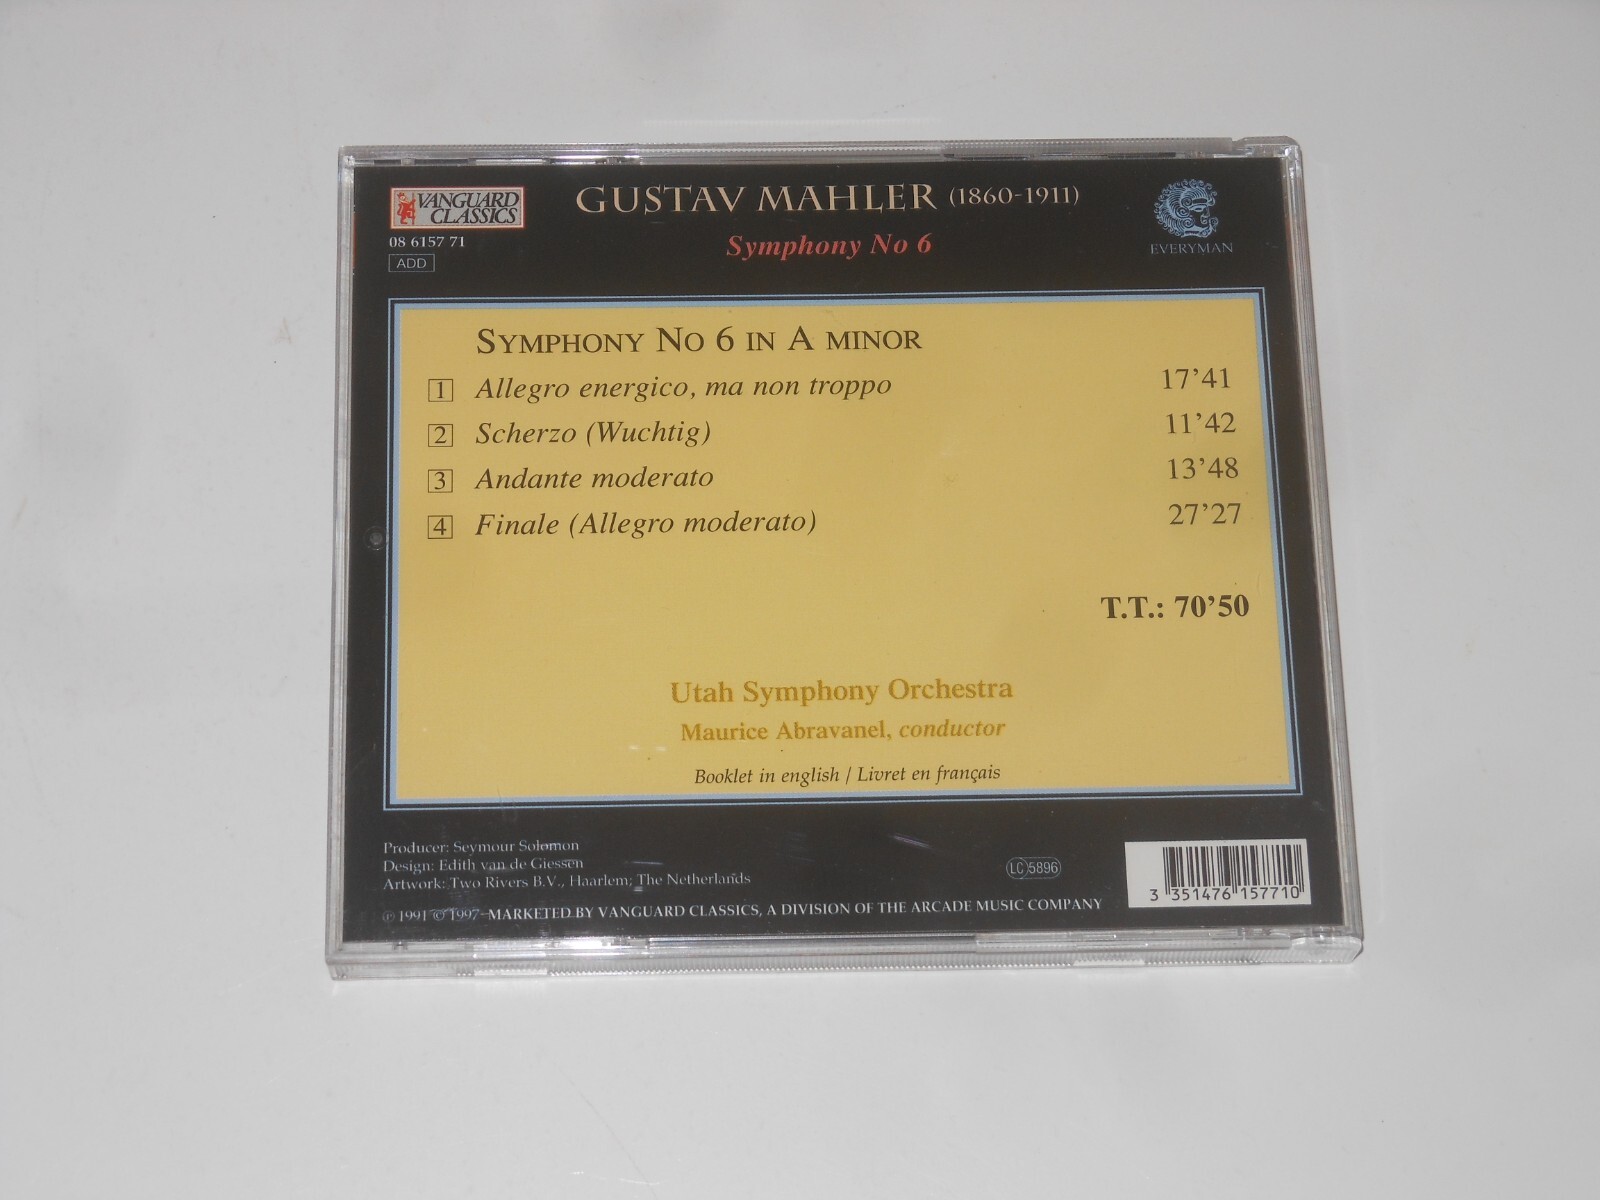 VANGUARD
CLASSICS
08 6157 71
ADD
GUSTAV MAHLER (1860-1911)
Symphony No 6
EVERYMAN
SYMPHONY NO 6 IN A MINOR
1 Allegro energico, ma non troppo 17'41
2 Scherzo (Wuchtig) 11'42
3 Andante moderato 13'48
4 Finale (Allegro moderato) 27'27
T.T.: 70'50
Utah Symphony Orchestra
Maurice Abravanel, conductor
Booklet in english / Livret en français
Producer: Seymour Solomon
Design: Edith van de Giessen
Artwork: Two Rivers B.V., Haarlem; The Netherlands
℗ 1991 © 1997 MARKETED BY VANGUARD CLASSICS, A DIVISION OF THE ARCADE MUSIC COMPANY
LC 5896
3 351476 157710